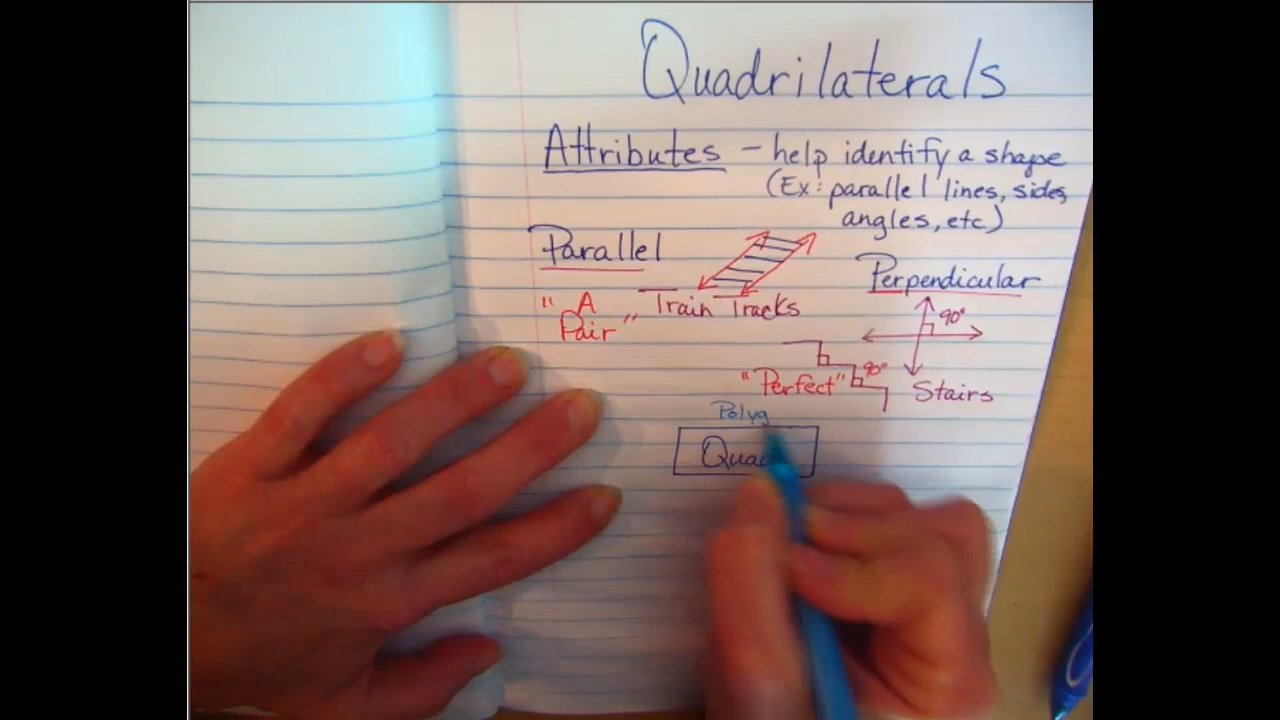 Quadrilaterals
Attributes - help identify a shape
(Ex: parallel lines, sides,
angles, etc.)
Parallel
Perpendicular
" A
Pair "
Train Tracks
90°
"Perfect"
90°
Stairs
Polyg
Quad